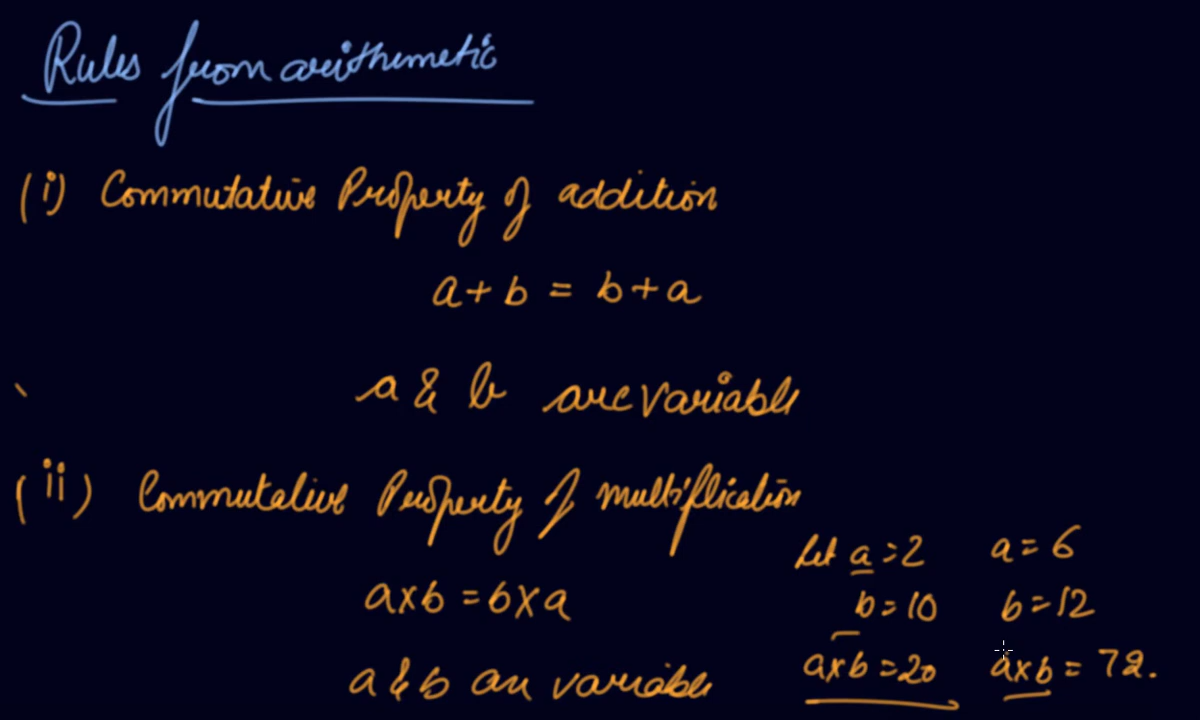 Rules from arithmetic
(i) Commutative Property of addition
a + b = b + a
a & b are variable
(ii) Commutative Property of multiplication
a x b = b x a
a & b are variable
Let a = 2
b = 10
a x b = 20
a = 6
b = 12
a x b = 72.